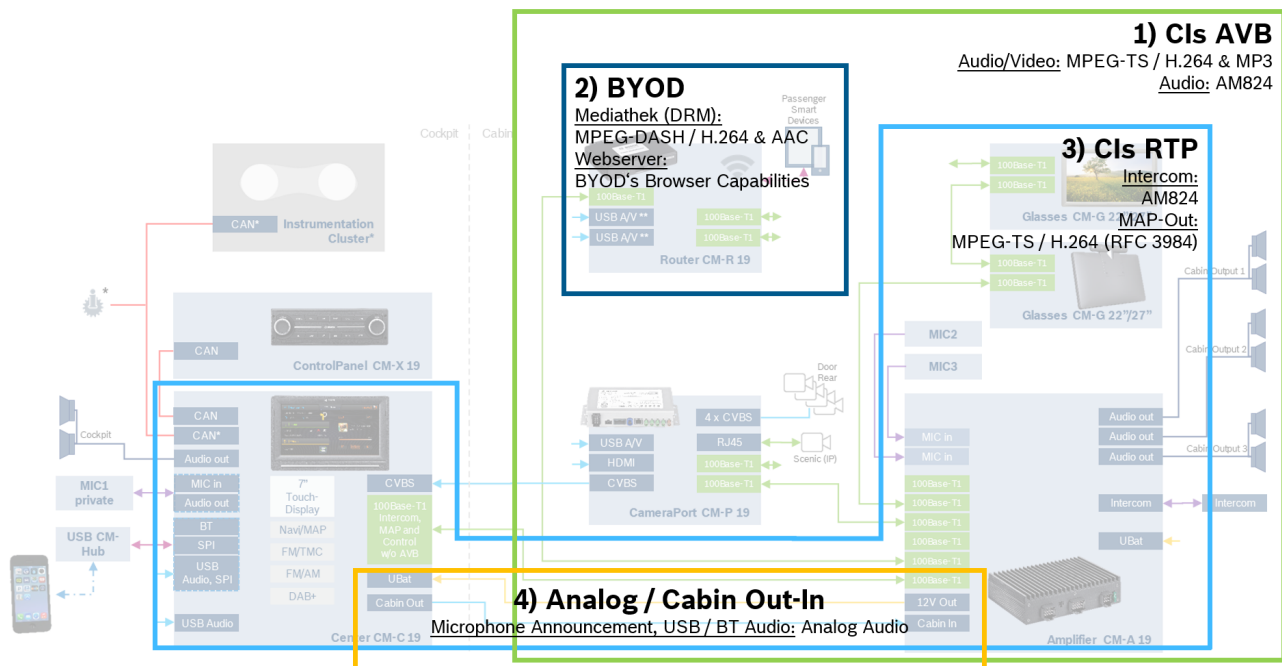 1) CIs AVB
Audio/Video: MPEG-TS / H.264 & MP3
Audio: AM824
2) BYOD
Mediathek (DRM):
MPEG-DASH / H.264 & AAC
Webserver:
BYOD's Browser Capabilities
100Base-T1
USB A/V **
USB A/V **
100Base-T1
100Base-T1
Router CM-R 19
Passenger
Smart
Devices
Cockpit
Cabin
3) CIs RTP
Intercom:
AM824
MAP-Out:
MPEG-TS / H.264 (RFC 3984)
100Base-T1
100Base-T1
Glasses CM-G 22"/27"
100Base-T1
100Base-T1
Glasses CM-G 22"/27"
Cabin Output 1
Cabin Output 2
Cabin Output 3
CAN*
Instrumentation
Cluster*
*
CAN
ControlPanel CM-X 19
MIC2
MIC3
Door
Rear
4 x CVBS
USB A/V
RJ45
HDMI
Scenic (IP)
CVBS
100Base-T1
100Base-T1
CameraPort CM-P 19
CAN
CAN*
Audio out
Cockpit
MIC in
Audio out
MIC1
private
BT
SPI
USB
Audio, SPI
USB CM-
Hub
USB Audio
7"
Touch-
Display
Navi/MAP
FM/TMC
FM/AM
DAB+
CVBS
100Base-T1
Intercom,
MAP and
Control
w/o AVB
UBat
Cabin Out
Center CM-C 19
MIC in
MIC in
100Base-T1
100Base-T1
100Base-T1
100Base-T1
100Base-T1
100Base-T1
12V Out
Cabin In
Audio out
Audio out
Audio out
Intercom
Intercom
UBat
Amplifier CM-A 19
4) Analog / Cabin Out-In
Microphone Announcement, USB / BT Audio: Analog Audio